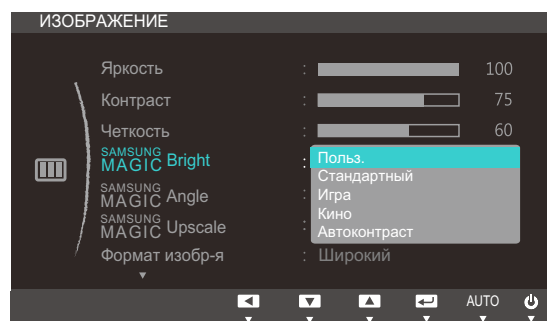 ИЗОБРАЖЕНИЕ
Яркость : 100
Контраст : 75
Четкость : 60
SAMSUNG MAGIC Bright : Польз.
Стандартный
SAMSUNG MAGIC Angle : Игра
Кино
SAMSUNG MAGIC Upscale : Автоконтраст
Формат изобр-я : Широкий
AUTO